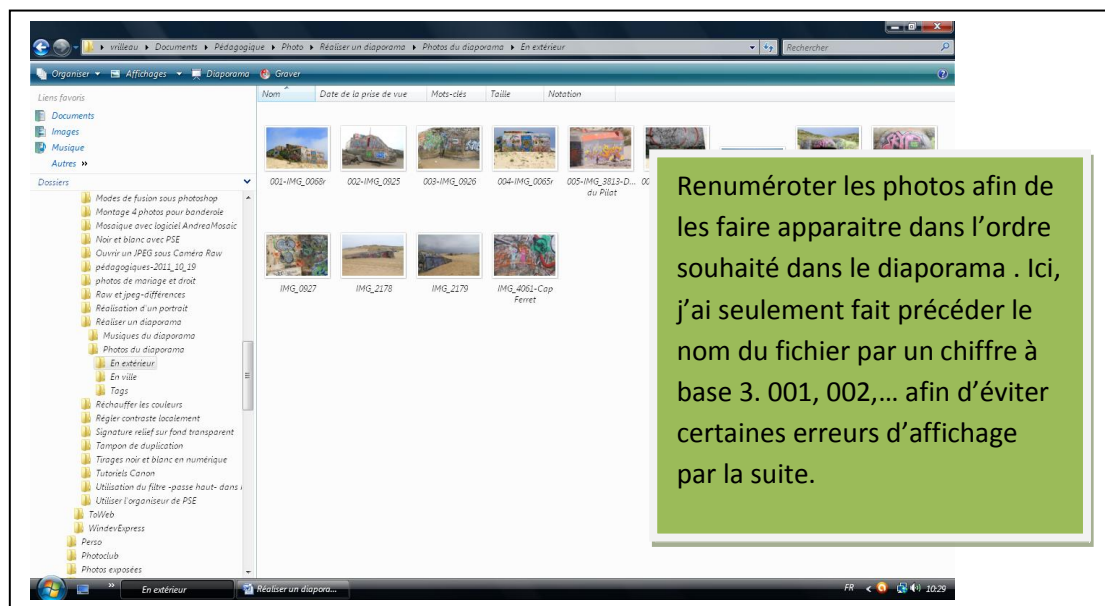 vrilleau ▸ Documents ▸ Pédagogique ▸ Photo ▸ Réaliser un diaporama ▸ Photos du diaporama ▸ En extérieur
Rechercher
Organiser Affichages Diaporama Graver
Liens favoris
Documents
Images
Musique
Autres »
Dossiers
Modes de fusion sous photoshop
Montage 4 photos pour banderole
Mosaique avec logiciel AndreaMosaic
Noir et blanc avec PSE
Ouvrir un JPEG sous Caméra Raw
pédagogiques-2011_10_19
photos de mariage et droit
Raw et jpeg-différences
Réalisation d'un portrait
Réaliser un diaporama
Musiques du diaporama
Photos du diaporama
En extérieur
En ville
Tags
Réchauffer les couleurs
Régler contraste localement
Signature relief sur fond transparent
Tampon de duplication
Tirages noir et blanc en numérique
Tutoriels Canon
Utilisation du filtre -passe haut- dans
Utiliser l'organiseur de PSE
ToWeb
WindevExpress
Perso
Photoclub
Photos exposées
Nom Date de la prise de vue Mots-clés Taille Notation
001-IMG_0068r 002-IMG_0925 003-IMG_0926 004-IMG_0065r 005-IMG_3813-D...
du Pilat
IMG_0927 IMG_2178 IMG_2179 IMG_4061-Cap
Ferret
Renuméroter les photos afin de
les faire apparaitre dans l'ordre
souhaité dans le diaporama . Ici,
j'ai seulement fait précéder le
nom du fichier par un chiffre à
base 3. 001, 002,... afin d'éviter
certaines erreurs d'affichage
par la suite.
» En extérieur Réaliser un diapora... FR < 10:29